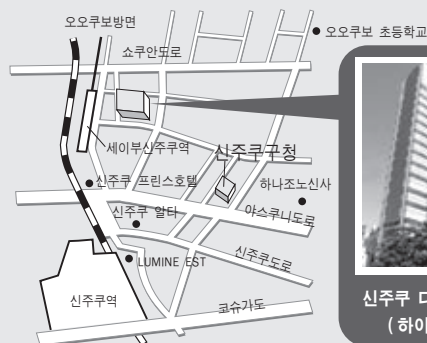 오오쿠보방면
오오쿠보 초등학교
쇼쿠안도로
세이부신주쿠역
신주쿠구청
신주쿠 프린스호텔
하나조노신사
신주쿠 알타
야스쿠니도로
신주쿠도로
LUMINE EST
신주쿠역
코슈가도
신주쿠
(하이